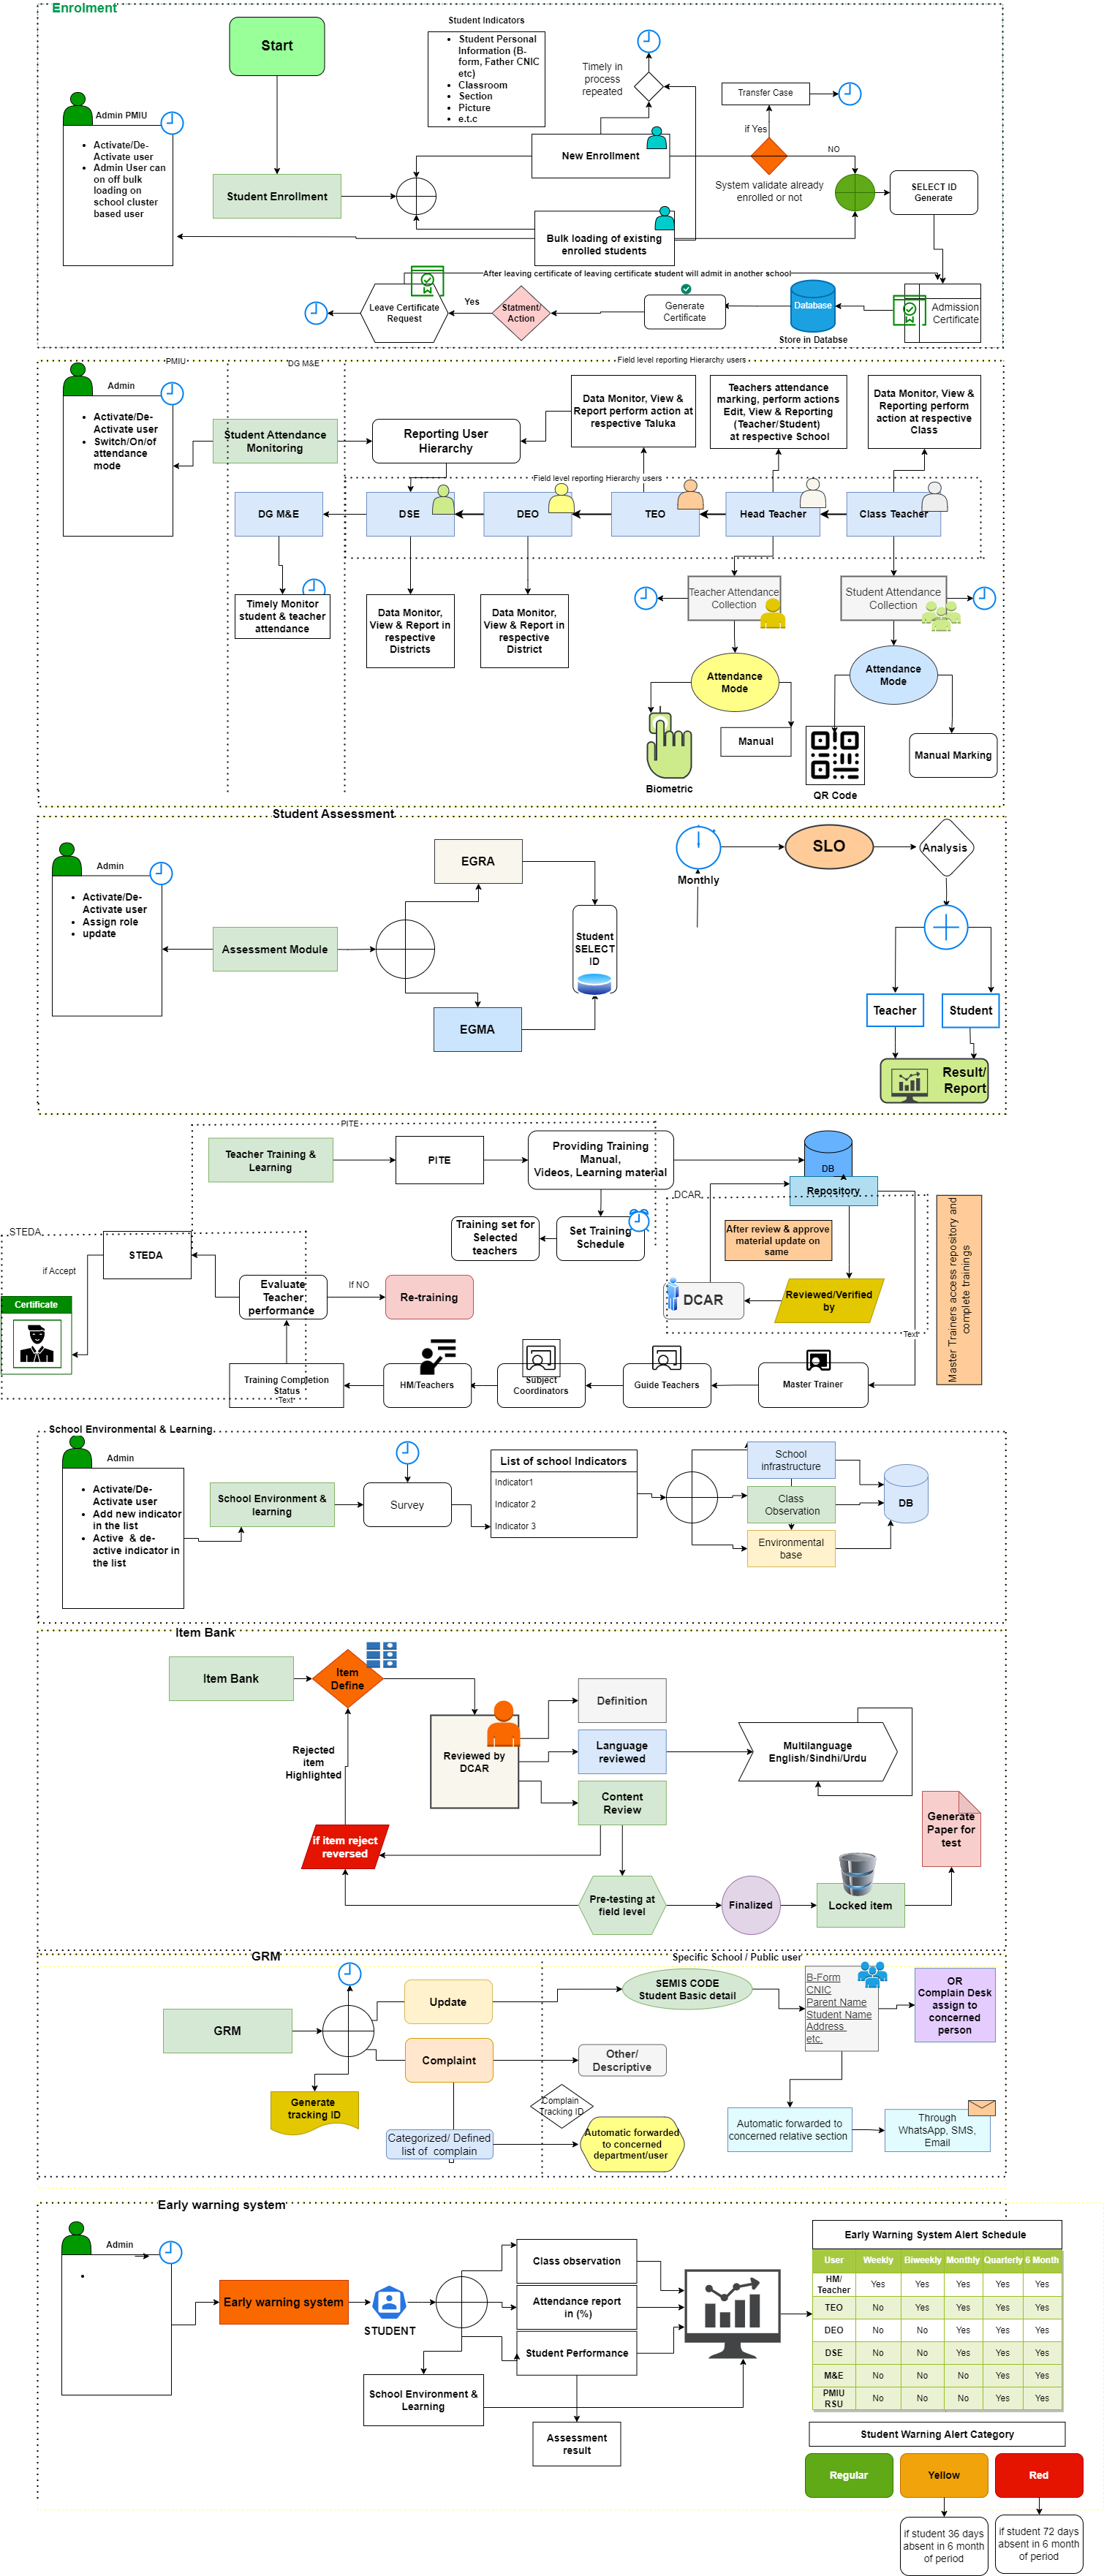 Enrolment
Start
Student Indicators
Student Personal
Information (B-
form, Father CNIC
etc)
Classroom
Section
Picture
e.t.c
Timely in
process
repeated
Transfer Case
if Yes
Admin PMIU
Activate/De-
Activate user
Admin User can
on off bulk
loading on
school cluster
based user
New Enrollment
NO
System validate already
enrolled or not
SELECT ID
Generate
Student Enrollment
Bulk loading of existing
enrolled students
After leaving certificate of leaving certificate student will admit in another school
Leave Certificate
Request
Yes
Statment/
Action
Generate
Certificate
Database
Store in Databse
Admission
Certificate
PMIU
DG M&E
Field level reporting Hierarchy users
Admin
Activate/De-
Activate user
Switch/On/of
attendance
mode
Student Attendance
Monitoring
Reporting User
Hierarchy
Data Monitor, View &
Report perform action at
respective Taluka
Teachers attendance
marking, perform actions
Edit, View & Reporting
(Teacher/Student)
at respective School
Data Monitor, View &
Reporting perform
action at respective
Class
Field level reporting Hierarchy users
DG M&E
DSE
DEO
TEO
Head Teacher
Class Teacher
Timely Monitor
student & teacher
attendance
Data Monitor,
View & Report in
respective
Districts
Data Monitor,
View & Report in
respective
District
Teacher Attendance
Collection
Student Attendance
Collection
Attendance
Mode
Attendance
Mode
Manual
Manual Marking
Biometric
QR Code
Student Assessment
Admin
Activate/De-
Activate user
Assign role
update
Assessment Module
EGRA
EGMA
Student
SELECT
ID
Monthly
SLO
Analysis
Teacher
Student
Result/
Report
PITE
Teacher Training &
Learning
PITE
Providing Training
Manual,
Videos, Learning material
DB
Repository
DCAR
Training set for
Selected
teachers
Set Training
Schedule
After review & approve
material update on
same
Master Trainers access repository and
complete trainings
STEDA
STEDA
if Accept
Certificate
Evaluate
Teacher
performance
If NO
Re-training
DCAR
Reviewed/Verified
by
Text
Training Completion
Status
Text
HM/Teachers
Subject
Coordinators
Guide Teachers
Master Trainer
School Environmental & Learning
Admin
Activate/De-
Activate user
Add new indicator
in the list
Active & de-
active indicator in
the list
School Environment &
learning
Survey
List of school Indicators
Indicator1
Indicator 2
Indicator 3
School
infrastructure
Class
Observation
Environmental
base
DB
Item Bank
Item Bank
Item
Define
Rejected
item
Highlighted
Reviewed by
DCAR
Definition
Language
reviewed
Content
Review
Multilanguage
English/Sindhi/Urdu
if item reject
reversed
Pre-testing at
field level
Finalized
Locked item
Generate
Paper for
test
GRM
Specific School / Public user
GRM
Update
Complaint
Generate
tracking ID
SEMIS CODE
Student Basic detail
B-Form
CNIC
Parent Name
Student Name
Address
etc.
OR
Complain Desk
assign to
concerned
person
Other/
Descriptive
Complain
Tracking ID
Categorized/ Defined
list of complain
Automatic forwarded
to concerned
department/user
Automatic forwarded to
concerned relative section
Through
WhatsApp, SMS,
Email
Early warning system
Admin
Early warning system
STUDENT
Class observation
Attendance report
in (%)
Student Performance
School Environment &
Learning
Assessment
result
Early Warning System Alert Schedule
User Weekly Biweekly Monthly Quarterly 6 Month
HM/
Teacher Yes Yes Yes Yes Yes
TEO No Yes Yes Yes Yes
DEO No No Yes Yes Yes
DSE No No Yes Yes Yes
M&E No No No Yes Yes
PMIU
RSU No No No Yes Yes
Student Warning Alert Category
Regular
Yellow
Red
if student 36 days
absent in 6 month
of period
if student 72 days
absent in 6 month
of period